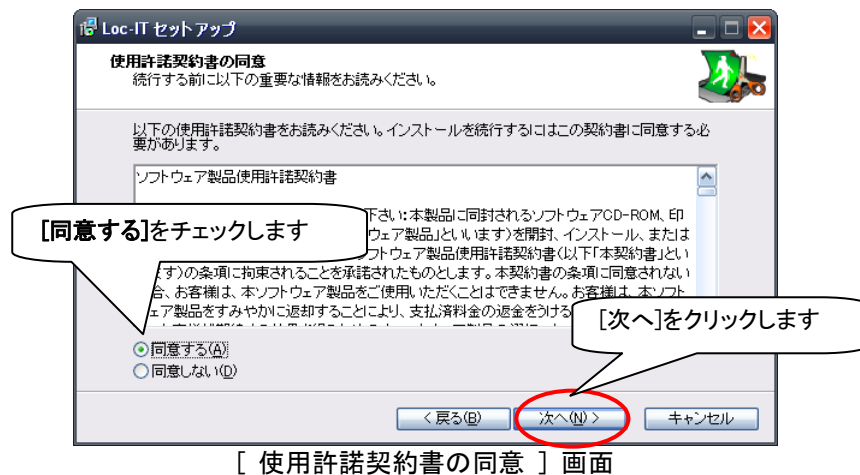 Loc-IT セットアップ
使用許諾契約書の同意
続行する前に以下の重要な情報をお読みください。
以下の使用許諾契約書をお読みください。インストールを続行するにはこの契約書に同意する必
要があります。
ソフトウェア製品使用許諾契約書
下さい:本製品に同封されるソフトウェアCD-ROM、印
[同意する]をチェックします
ウェア製品」といいます)を開封、インストール、または
フトウェア製品使用許諾契約書(以下「本契約書」とい
ます)の条項に拘束されることを承諾されたものとします。本契約書の条項に同意されない
合、お客様は、本ソフトウェア製品をご使用いただくことはできません。お客様は、本ソフト
ェア製品をすみやかに返却することにより、支払済料金の返金をうける
[次へ]をクリックします
同意する(A)
同意しない(D)
< 戻る(B)
次へ(N) >
キャンセル
[ 使用許諾契約書の同意 ] 画面